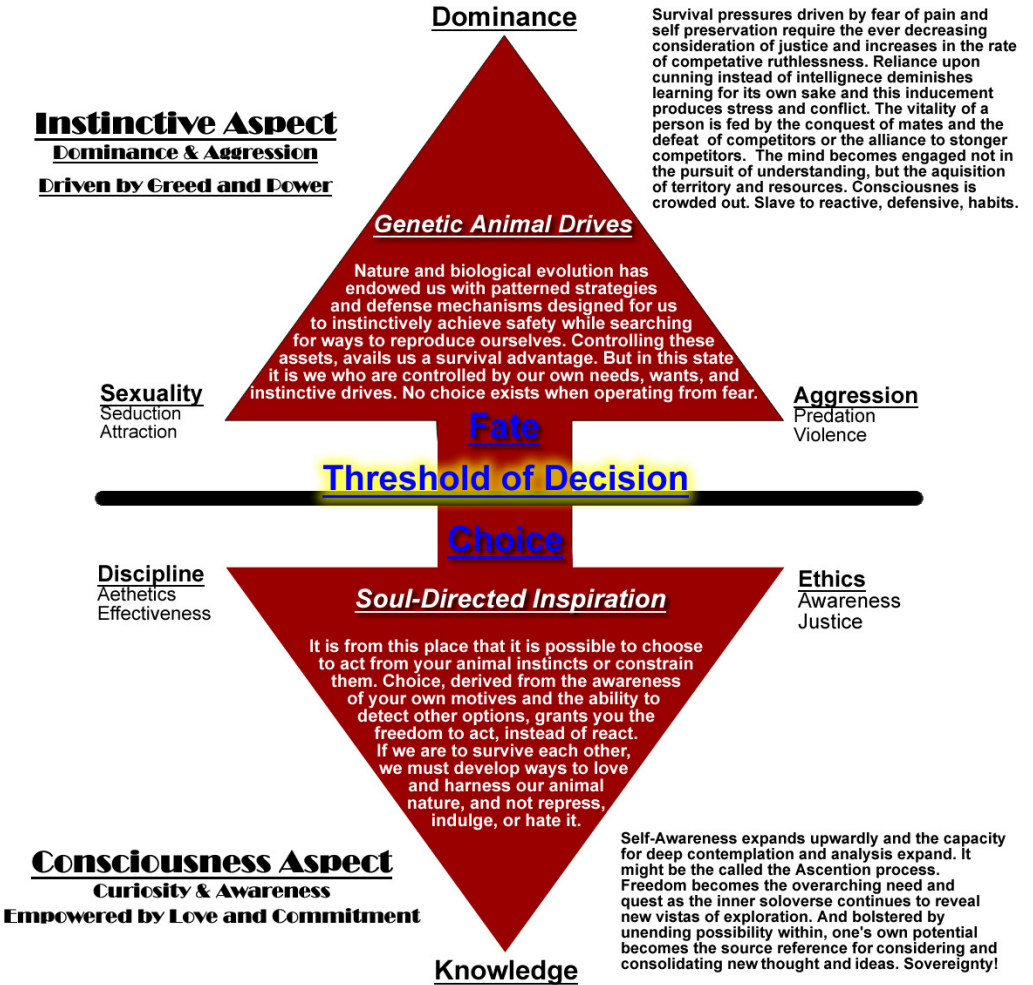 Dominance
Survival pressures driven by fear of pain and
self preservation require the ever decreasing
consideration of justice and increases in the rate
of competative ruthlessness. Reliance upon
cunning instead of intellignece deminishes
learning for its own sake and this inducement
produces stress and conflict. The vitality of a
person is fed by the conquest of mates and the
defeat of competitors or the alliance to stonger
competitors. The mind becomes engaged not in
the pursuit of understanding, but the aquisition
of territory and resources. Consciousnes is
crowded out. Slave to reactive, defensive, habits.
Instinctive Aspect
Dominance & Aggression
Driven by Greed and Power
Genetic Animal Drives
Nature and biological evolution has
endowed us with patterned strategies
and defense mechanisms designed for us
to instinctively achieve safety while searching
for ways to reproduce ourselves. Controlling these
assets, avails us a survival advantage. But in this state
it is we who are controlled by our own needs, wants, and
instinctive drives. No choice exists when operating from fear.
Sexuality
Seduction
Attraction
Aggression
Predation
Violence
Fate
Threshold of Decision
Choice
Discipline
Aethetics
Effectiveness
Ethics
Awareness
Justice
Soul-Directed Inspiration
It is from this place that it is possible to choose
to act from your animal instincts or constrain
them. Choice, derived from the awareness
of your own motives and the ability to
detect other options, grants you the
freedom to act, instead of react.
If we are to survive each other,
we must develop ways to love
and harness our animal
nature, and not repress,
indulge, or hate it.
Consciousness Aspect
Curiosity & Awareness
Empowered by Love and Commitment
Self-Awareness expands upwardly and the capacity
for deep contemplation and analysis expand. It
might be the called the Ascention process.
Freedom becomes the overarching need and
quest as the inner soloverse continues to reveal
new vistas of exploration. And bolstered by
unending possibility within, one's own potential
becomes the source reference for considering and
consolidating new thought and ideas. Sovereignty!
Knowledge